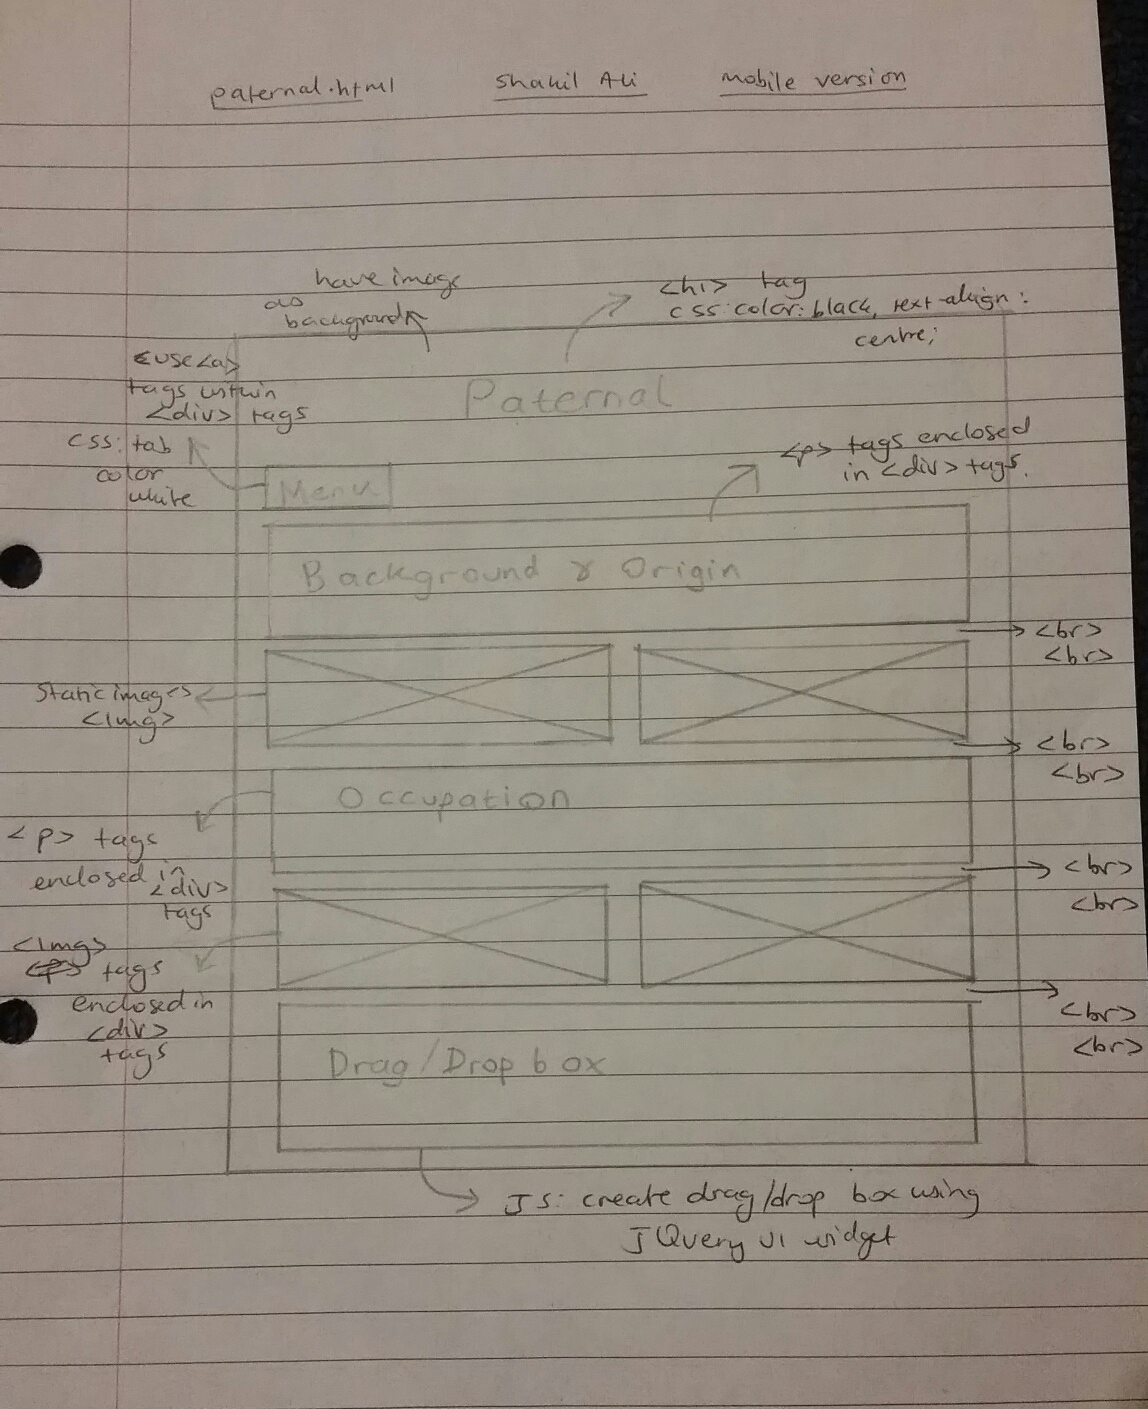 paternal.html Shakil Ali mobile version
have image
as
background
<h1> tag
css: color: black, text-align:
centre;
<use <a>
tags within
<div> tags
css: tab
color
white
Paternal
<p> tags enclosed
in <div> tags.
Menu
Background & Origin
<br>
<br>
Static images
<img>
<br>
<br>
Occupation
<p> tags
enclosed in
<div>
tags
<br>
<br>
<img>
<p> tags
enclosed in
<div>
tags
<br>
<br>
Drag/Drop box
JS: create drag/drop box using
JQuery UI widget